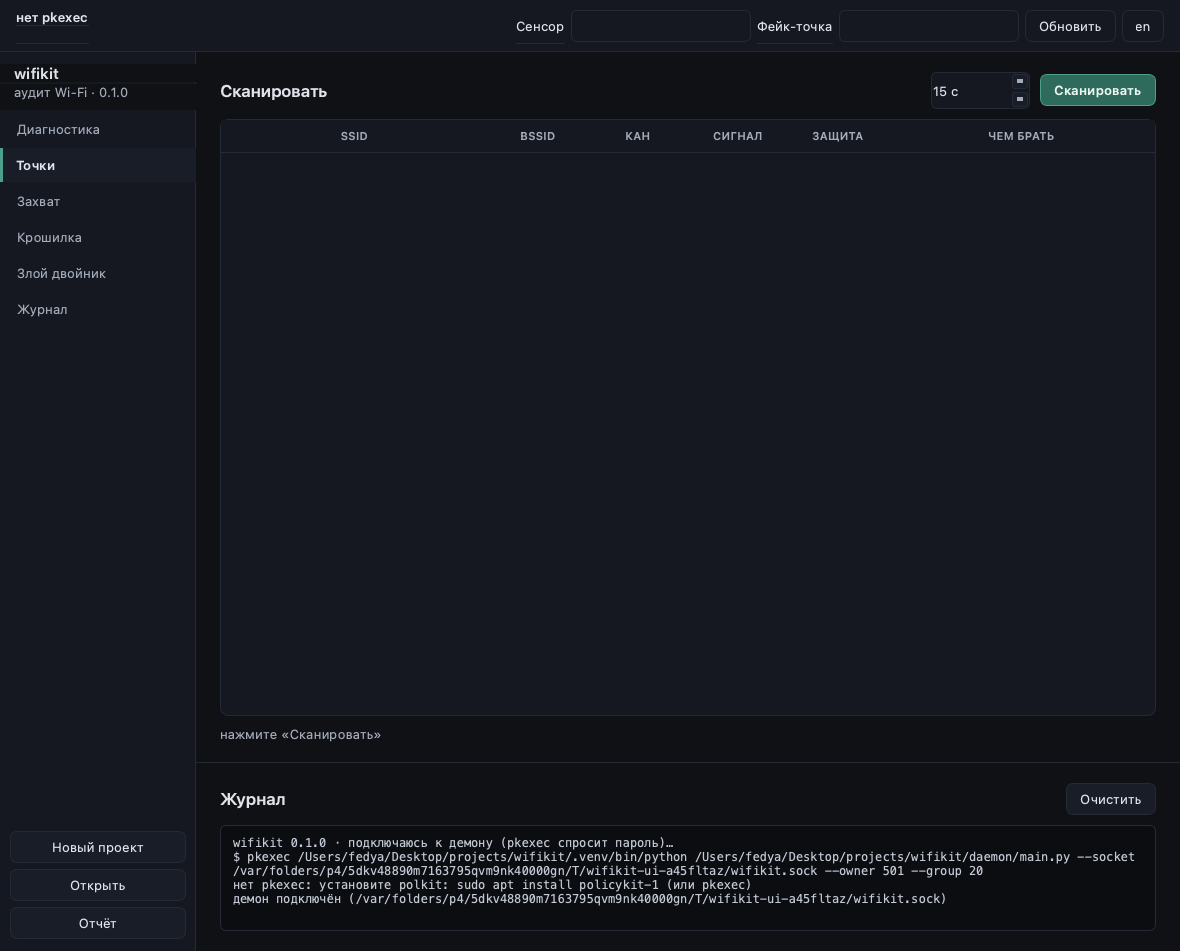 нет pkexec
Сенсор
Фейк-точка
Обновить
en
wifikit
аудит Wi-Fi · 0.1.0
Диагностика
Точки
Захват
Крошилка
Злой двойник
Журнал
Новый проект
Открыть
Отчёт
Сканировать
15 с
Сканировать
SSID
BSSID
КАН
СИГНАЛ
ЗАЩИТА
ЧЕМ БРАТЬ
нажмите «Сканировать»
Журнал
Очистить
wifikit 0.1.0 · подключаюсь к демону (pkexec спросит пароль)…
$ pkexec /Users/fedya/Desktop/projects/wifikit/.venv/bin/python /Users/fedya/Desktop/projects/wifikit/daemon/main.py --socket
/var/folders/p4/5dkv48890m7163795qvm9nk40000gn/T/wifikit-ui-a45fltaz/wifikit.sock --owner 501 --group 20
нет pkexec: установите polkit: sudo apt install policykit-1 (или pkexec)
демон подключён (/var/folders/p4/5dkv48890m7163795qvm9nk40000gn/T/wifikit-ui-a45fltaz/wifikit.sock)